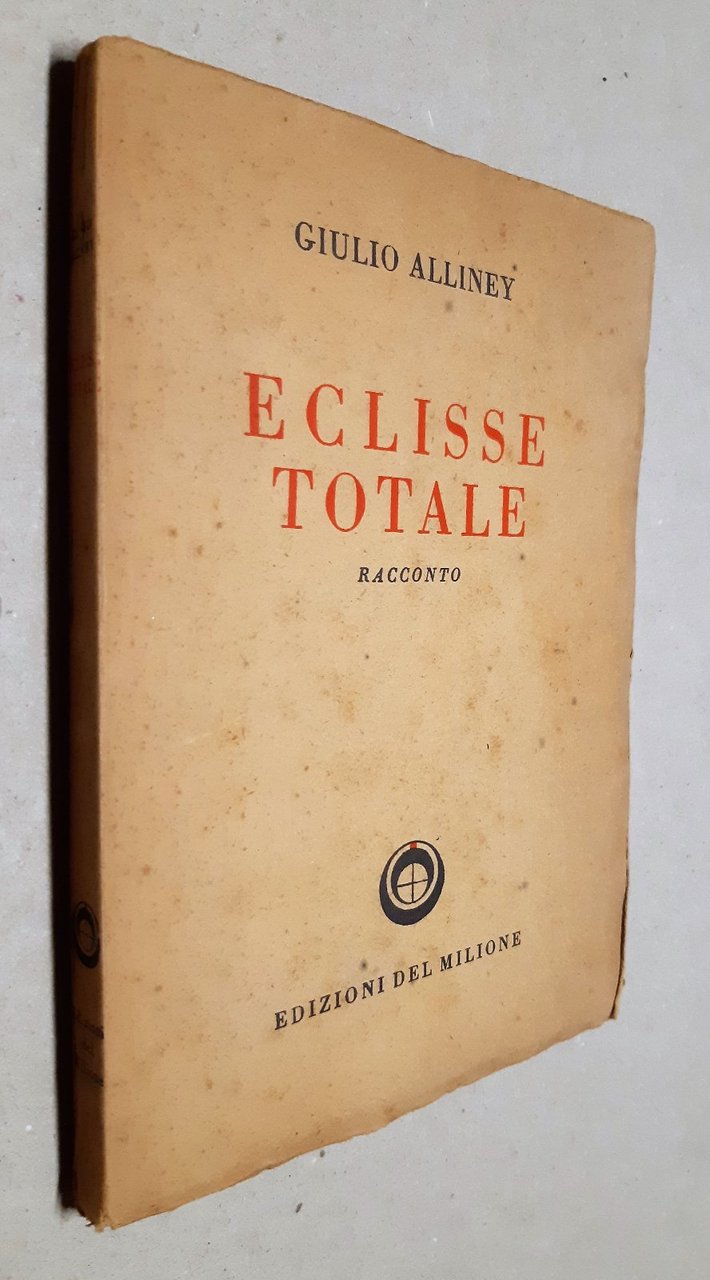 GIULIO ALLINEY
ECLISSE
TOTALE
RACCONTO
EDIZIONI DEL MILIONE